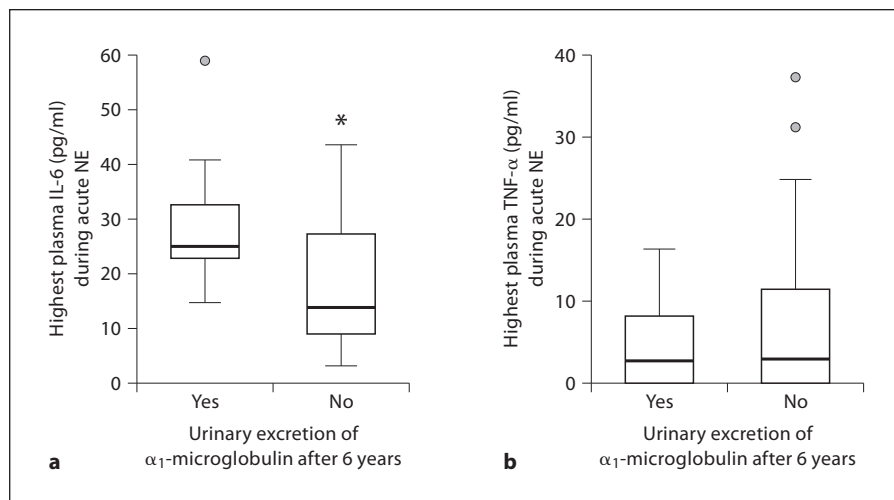 60
50
40
30
20
10
0
Highest plasma IL-6 (pg/ml)
during acute NE
*
Yes
No
Urinary excretion of
α1-microglobulin after 6 years
a
40
30
20
10
0
Highest plasma TNF-α (pg/ml)
during acute NE
Yes
No
Urinary excretion of
α1-microglobulin after 6 years
b